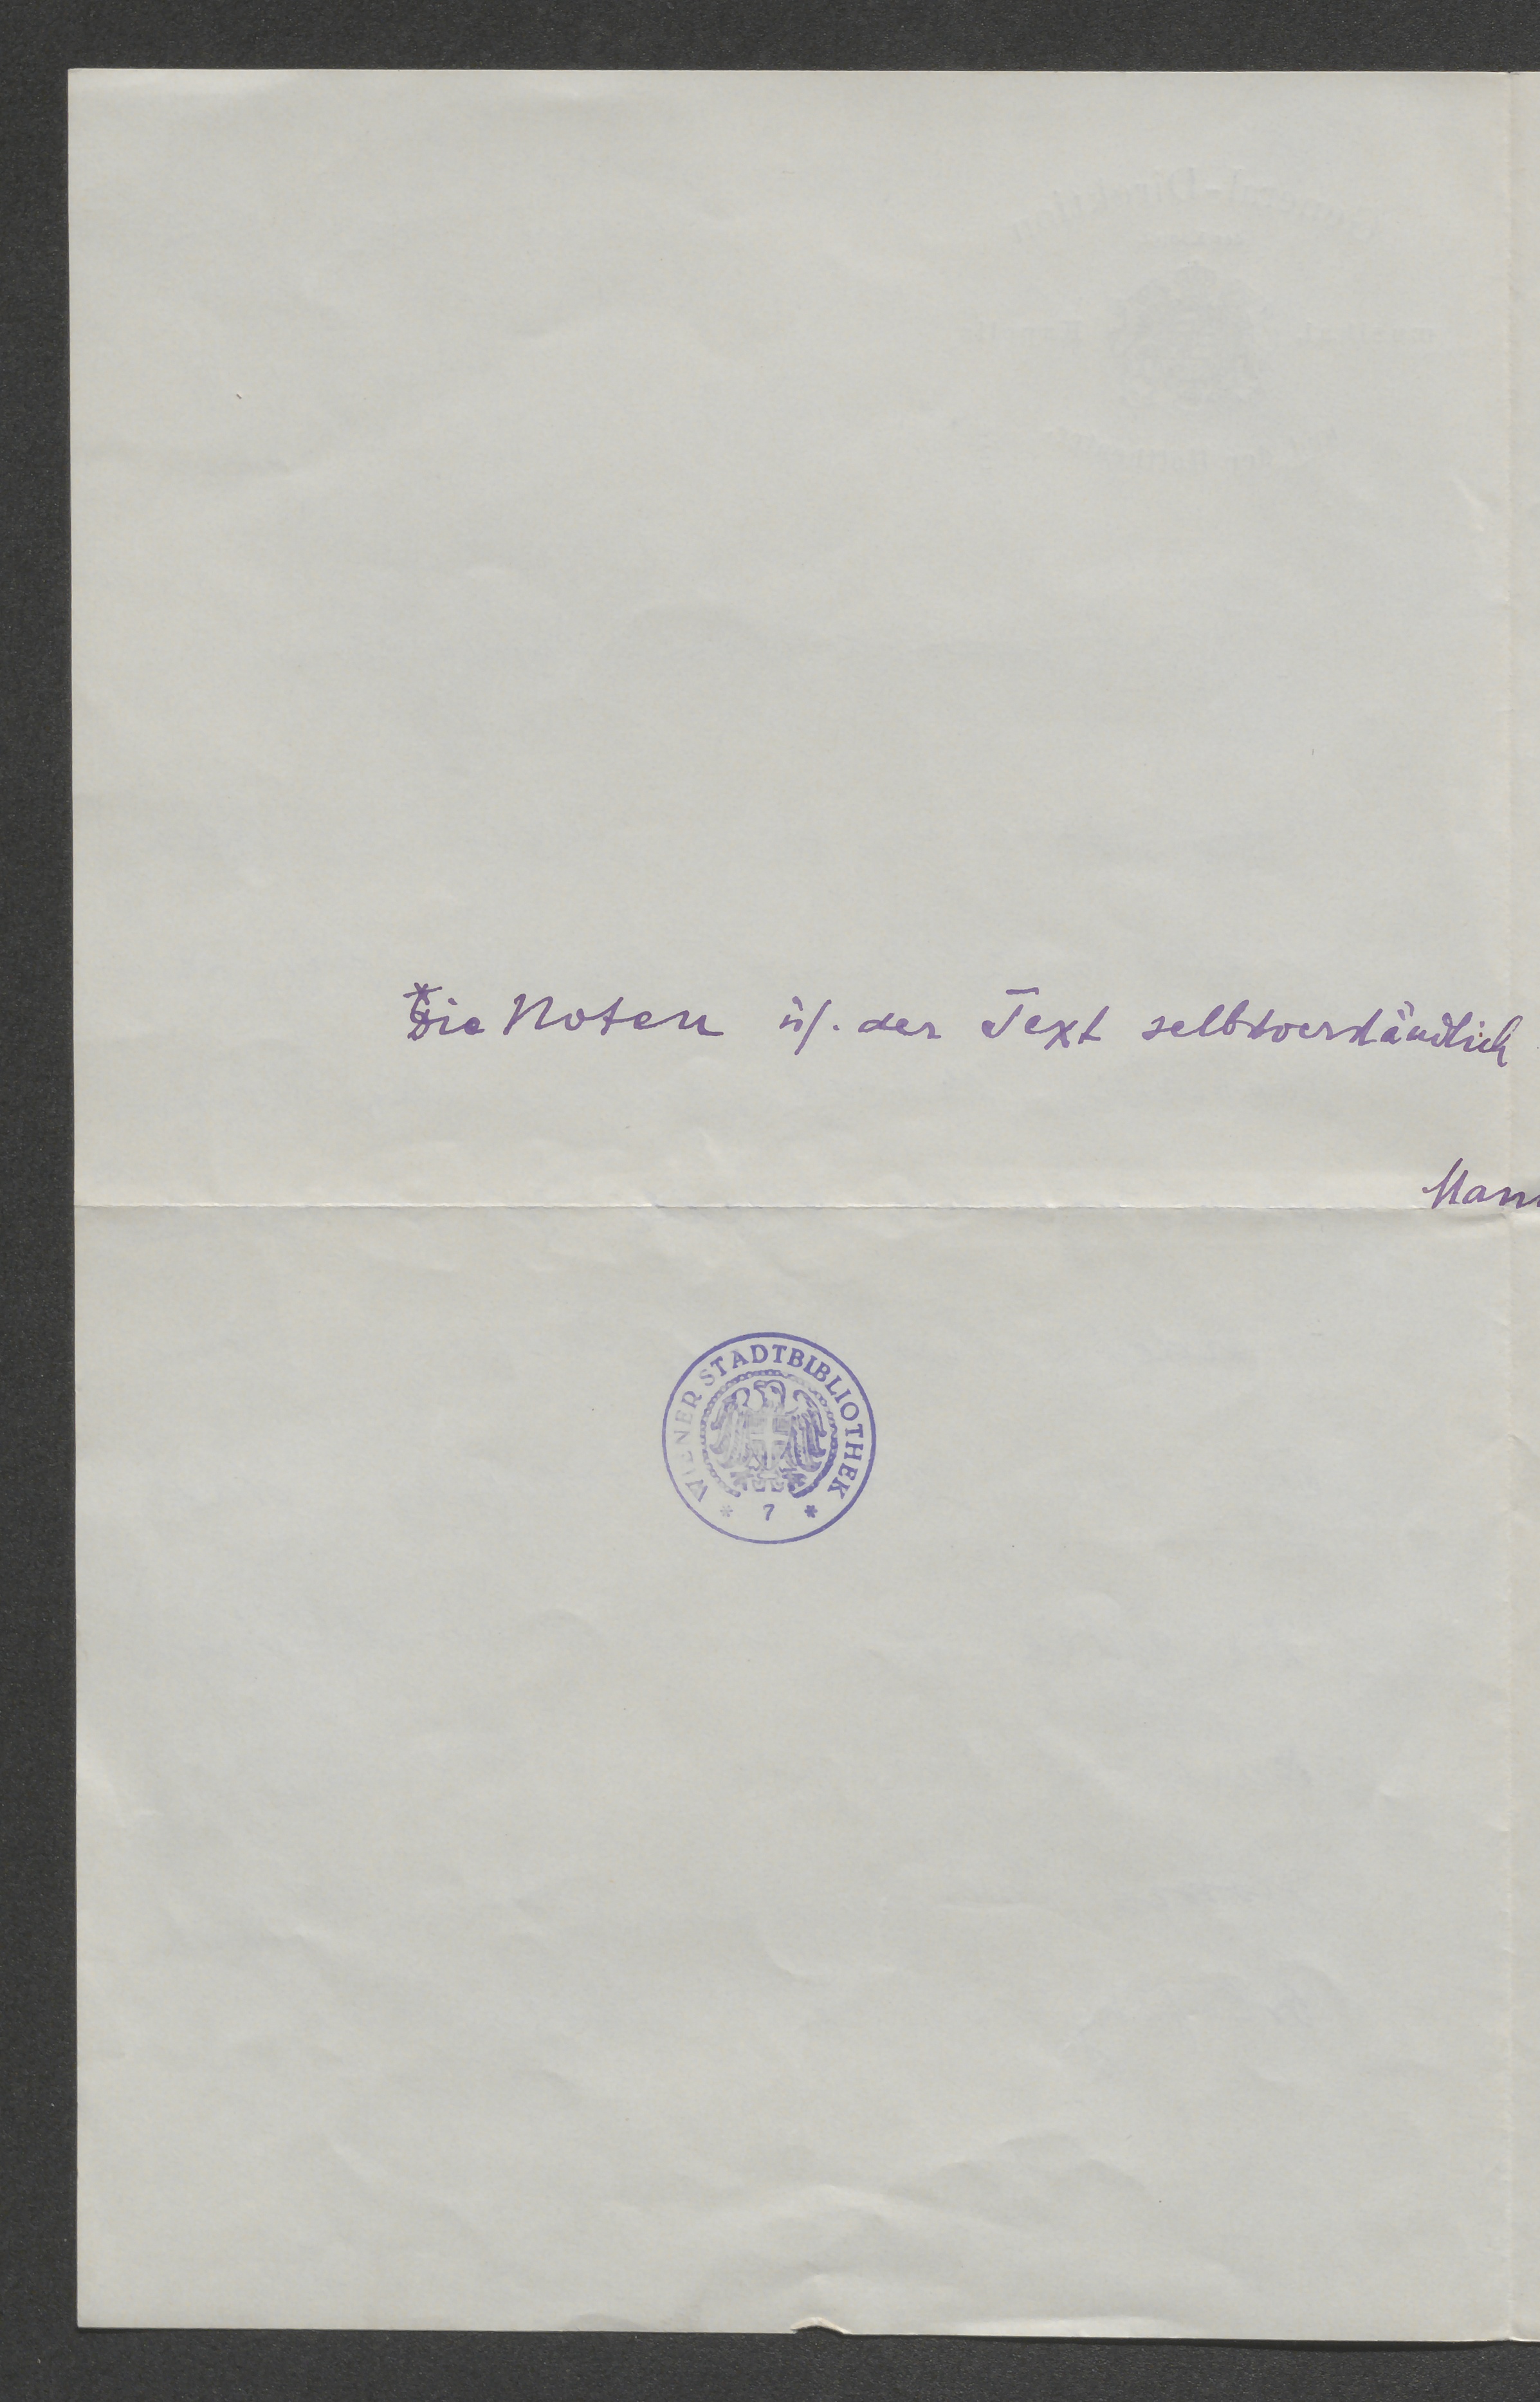 *Die Noten u/. der Text selbstverständlich
Man
WIENER STADTBIBLIOTHEK
* 7 *